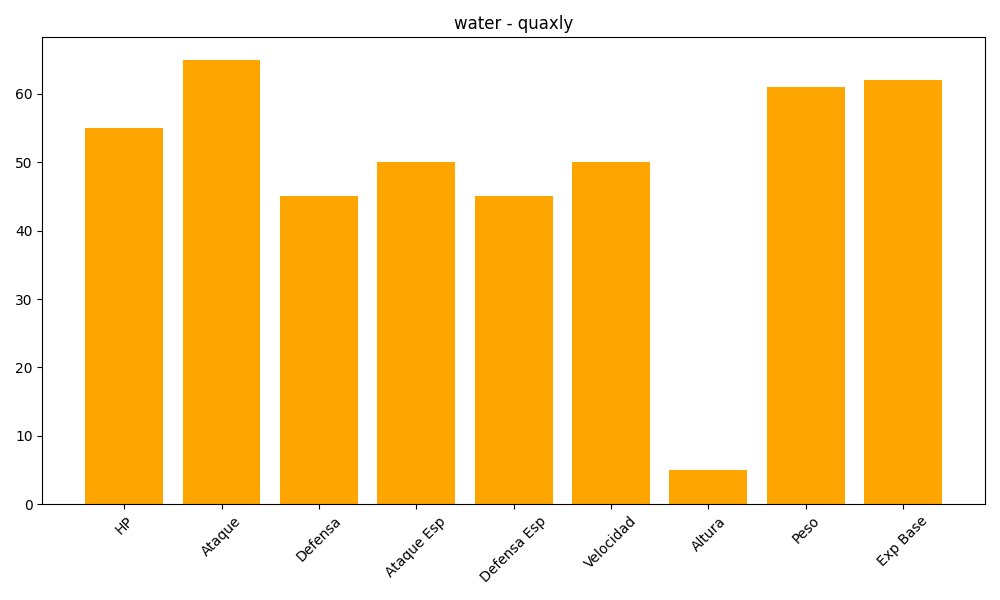 water - quaxly
60
50
40
30
20
10
0
HP
Ataque
Defensa
Ataque Esp
Defensa Esp
Velocidad
Altura
Peso
Exp Base